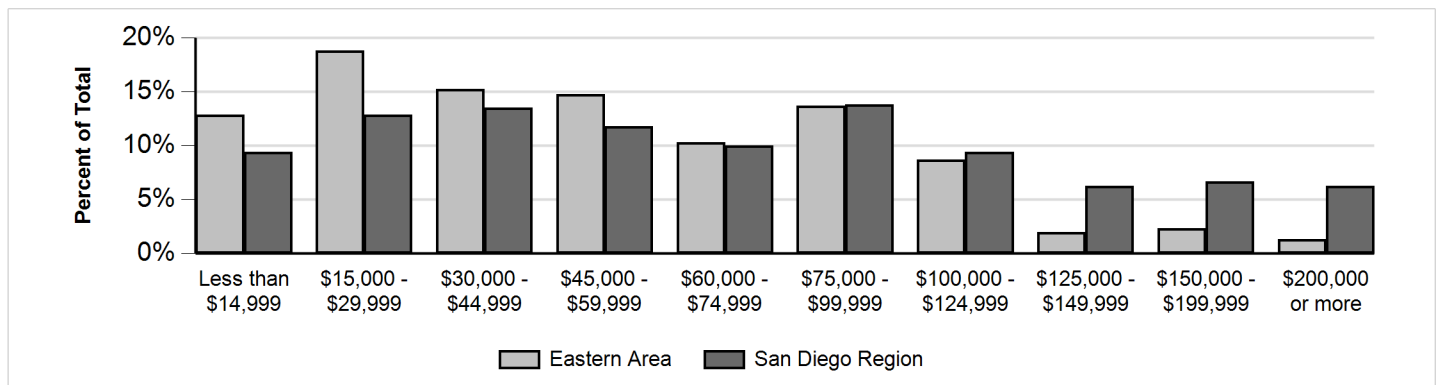 Percent of Total
20%
15%
10%
5%
0%
Less than $15,000 - $30,000 - $45,000 - $60,000 - $75,000 - $100,000 - $125,000 - $150,000 - $200,000
$14,999 $29,999 $44,999 $59,999 $74,999 $99,999 $124,999 $149,999 $199,999 or more
Eastern Area San Diego Region